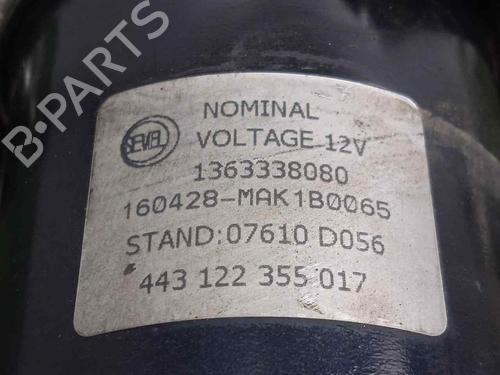 NOMINAL
SEVEL VOLTAGE 12V
1363338080
160428-MAK1B0065
STAND:07610 D056
443 122 355 017
B-PARTS